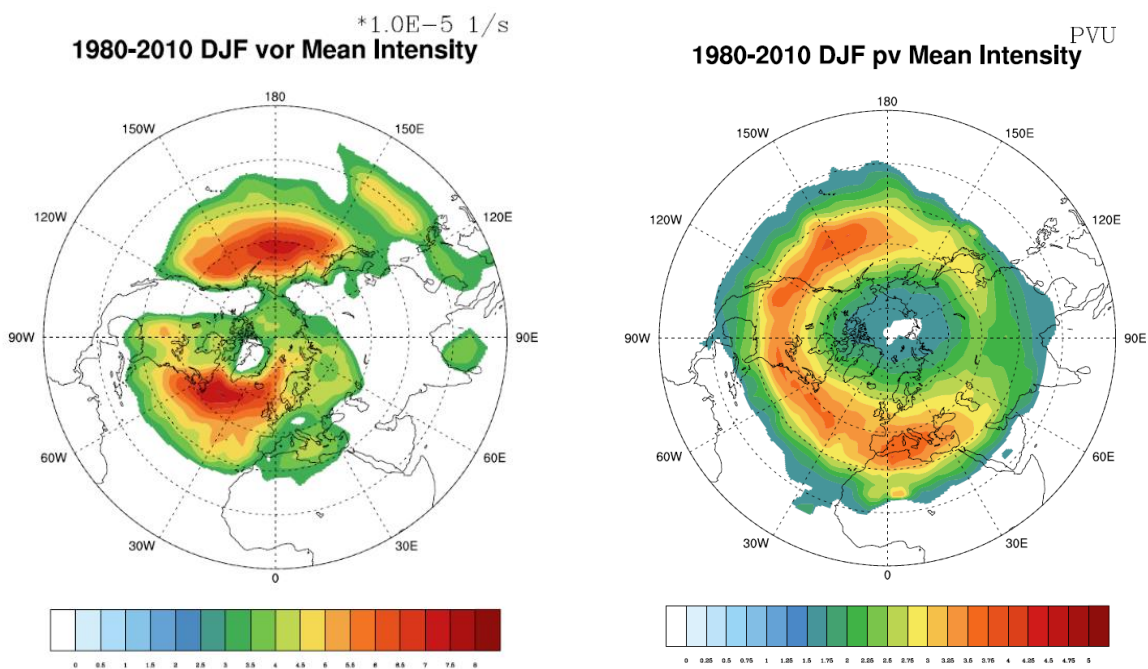 *1.0E−5 1/s
1980-2010 DJF vor Mean Intensity
180
150W
150E
120W
120E
90W
90E
60W
60E
30W
30E
0
0 0.5 1 1.5 2 2.5 3 3.5 4 4.5 5 5.5 6 6.5 7 7.5 8
PVU
1980-2010 DJF pv Mean Intensity
180
150W
150E
120W
120E
90W
90E
60W
60E
30W
30E
0
0 0.25 0.5 0.75 1 1.25 1.5 1.75 2 2.25 2.5 2.75 3 3.25 3.5 3.75 4 4.25 4.5 4.75 5